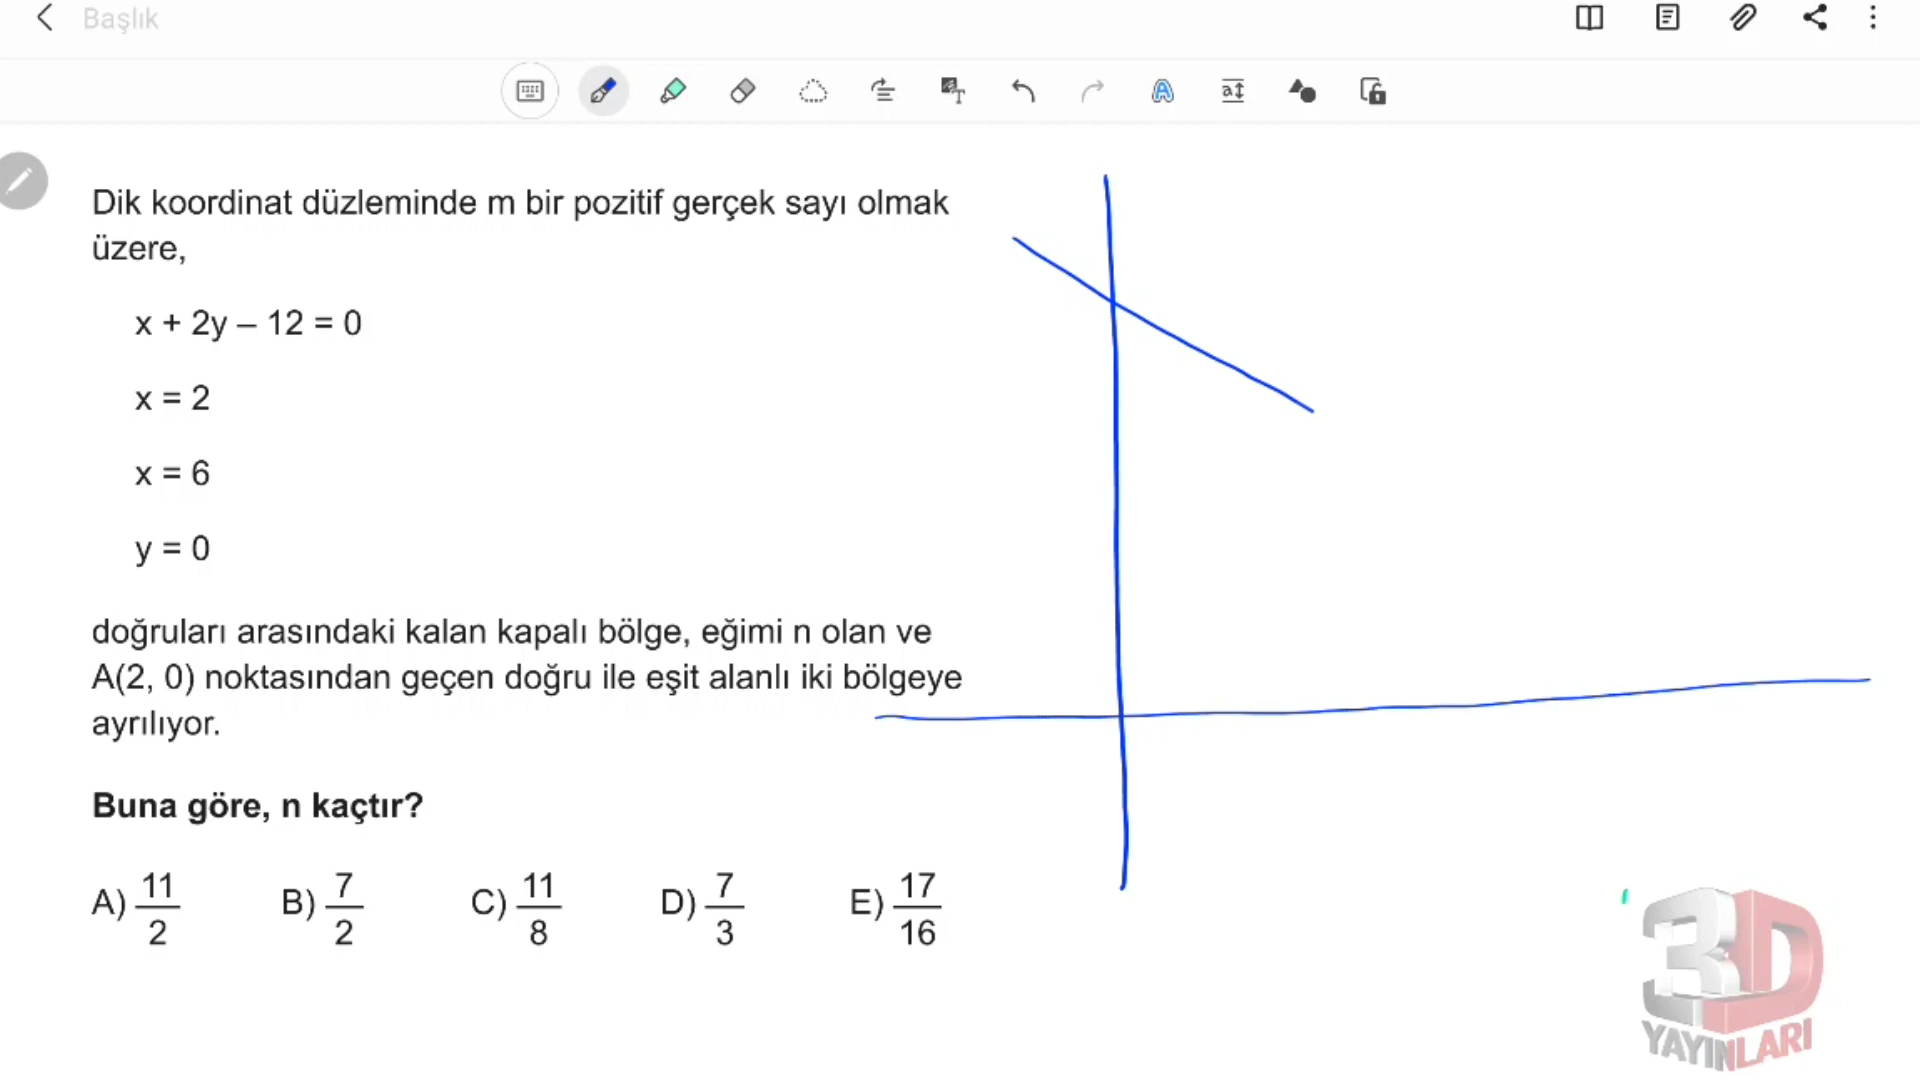 Başlık
Dik koordinat düzleminde m bir pozitif gerçek sayı olmak
üzere,
x + 2y – 12 = 0
x = 2
x = 6
y = 0
doğruları arasındaki kalan kapalı bölge, eğimi n olan ve
A(2, 0) noktasından geçen doğru ile eşit alanlı iki bölgeye
ayrılıyor.
Buna göre, n kaçtır?
A) 11/2 B) 7/2 C) 11/8 D) 7/3 E) 17/16
3D
YAYINLARI